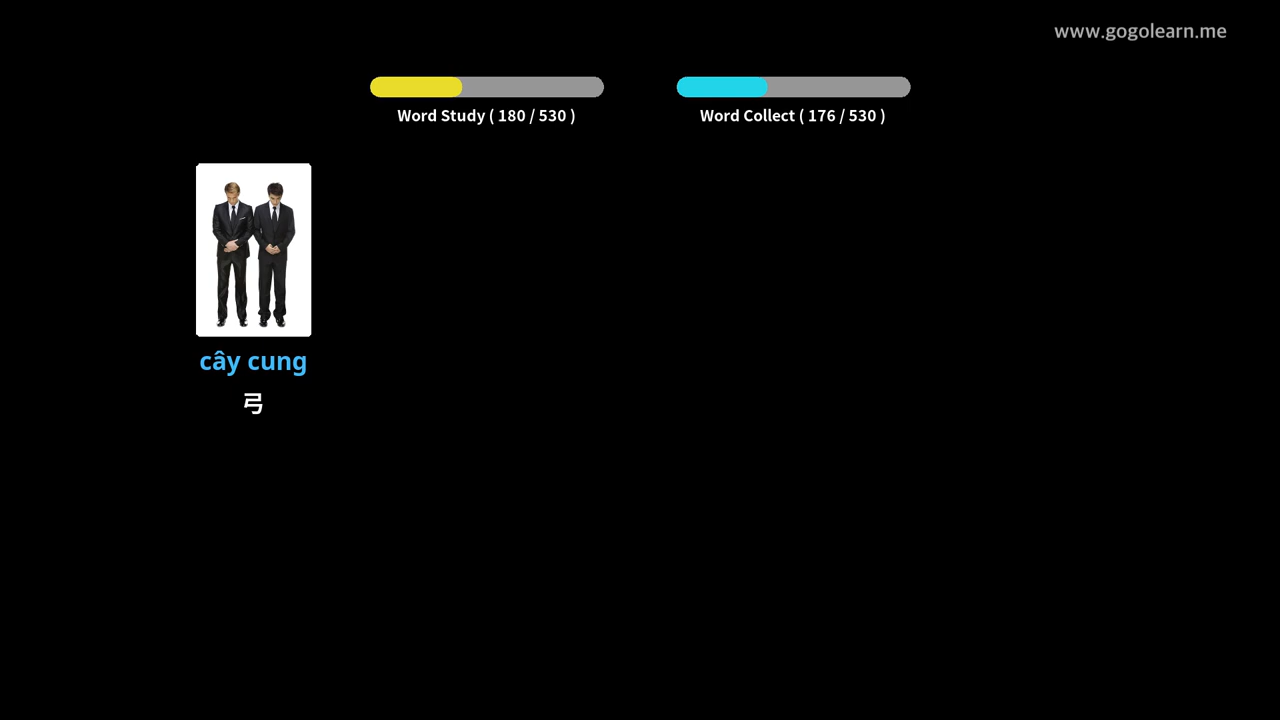 www.gogolearn.me
Word Study ( 180 / 530 )
Word Collect ( 176 / 530 )
cây cung
弓